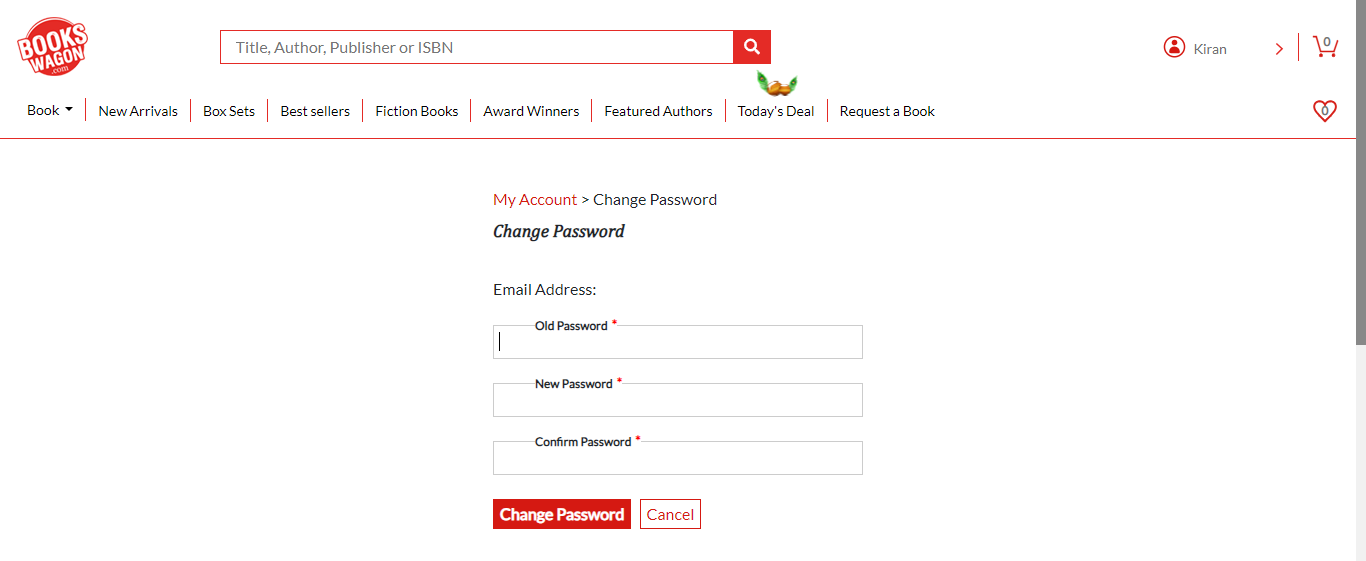 BOOKS
WAGON
.com
Title, Author, Publisher or ISBN
Kiran
0
Book
New Arrivals
Box Sets
Best sellers
Fiction Books
Award Winners
Featured Authors
Today's Deal
Request a Book
0
My Account > Change Password
Change Password
Email Address:
Old Password *
New Password *
Confirm Password *
Change Password
Cancel